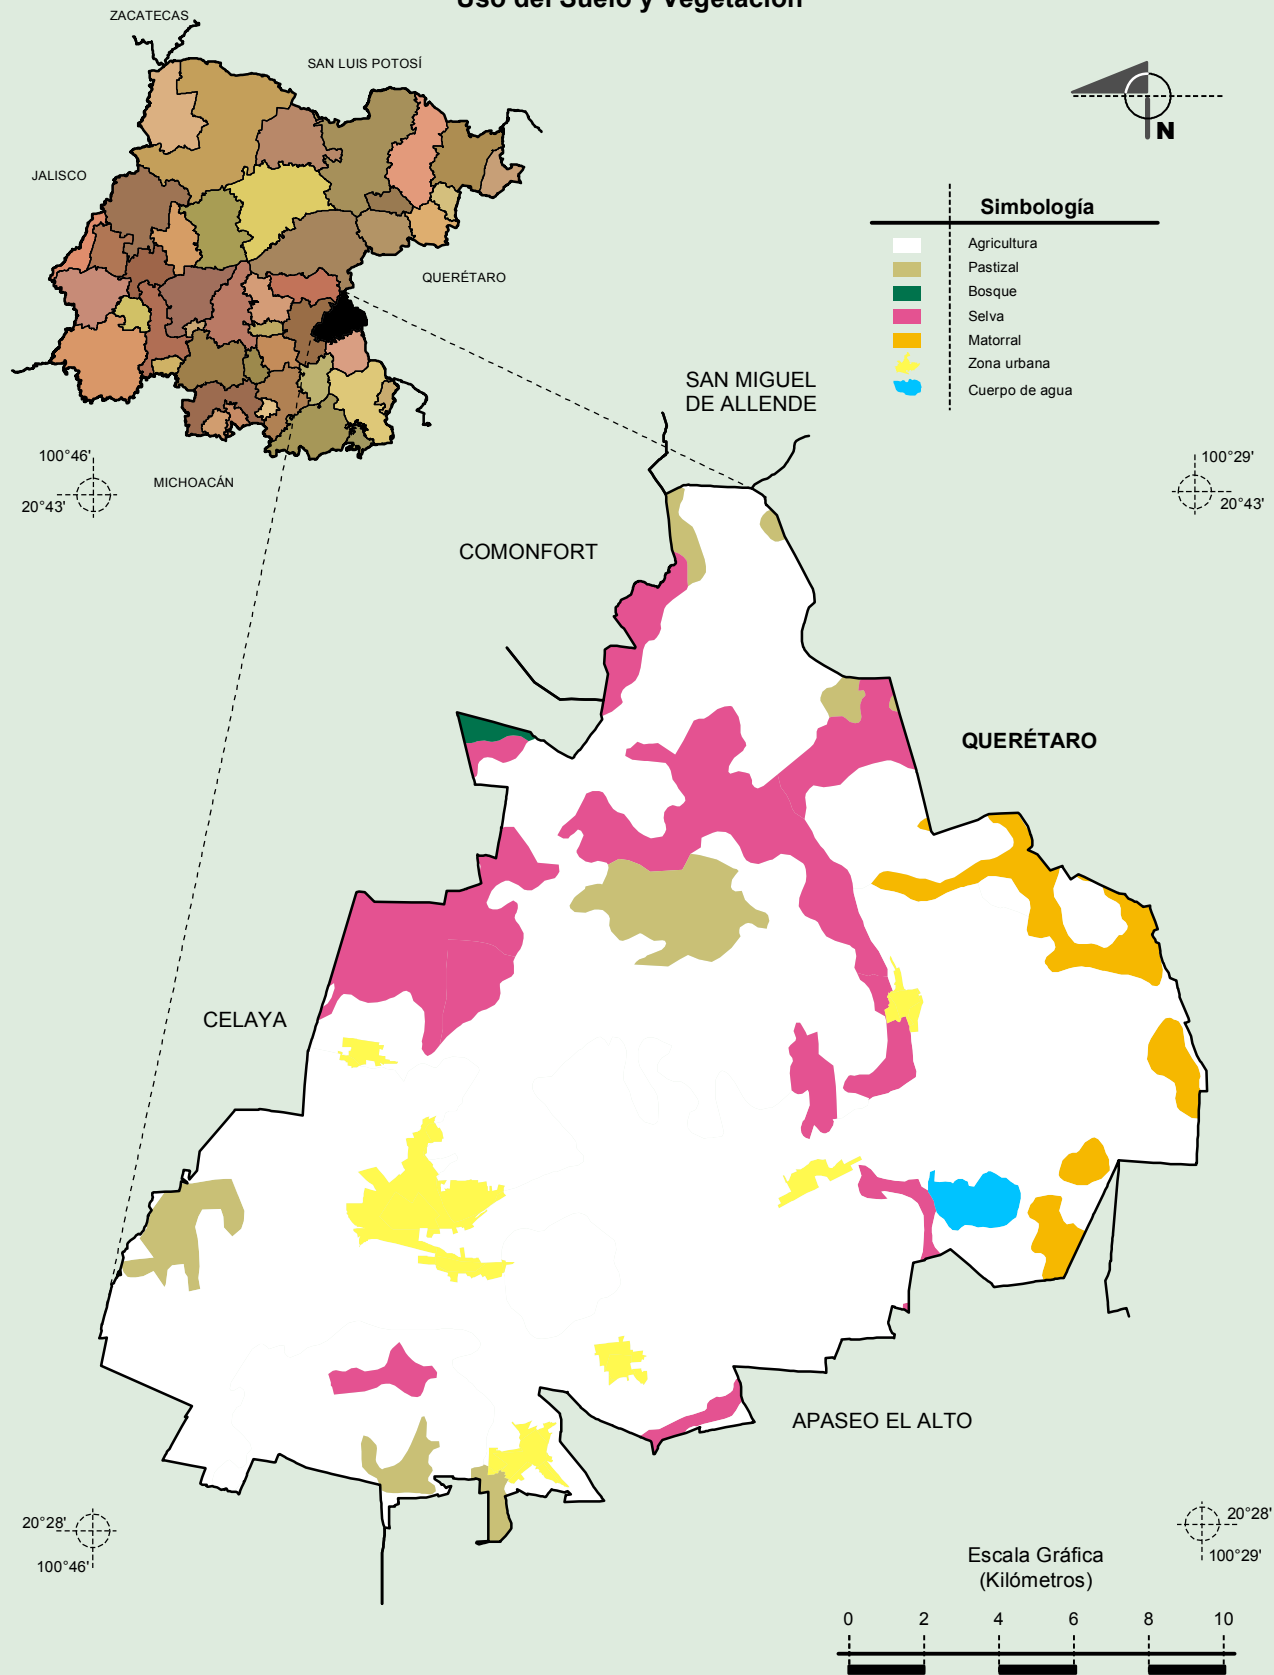 Uso del Suelo y Vegetación
ZACATECAS
SAN LUIS POTOSÍ
JALISCO
QUERÉTARO
MICHOACÁN
N
Simbología
Agricultura
Pastizal
Bosque
Selva
Matorral
Zona urbana
Cuerpo de agua
100°46'
20°43'
100°29'
20°43'
SAN MIGUEL
DE ALLENDE
COMONFORT
QUERÉTARO
CELAYA
APASEO EL ALTO
20°28'
100°46'
20°28'
100°29'
Escala Gráfica
(Kilómetros)
0 2 4 6 8 10